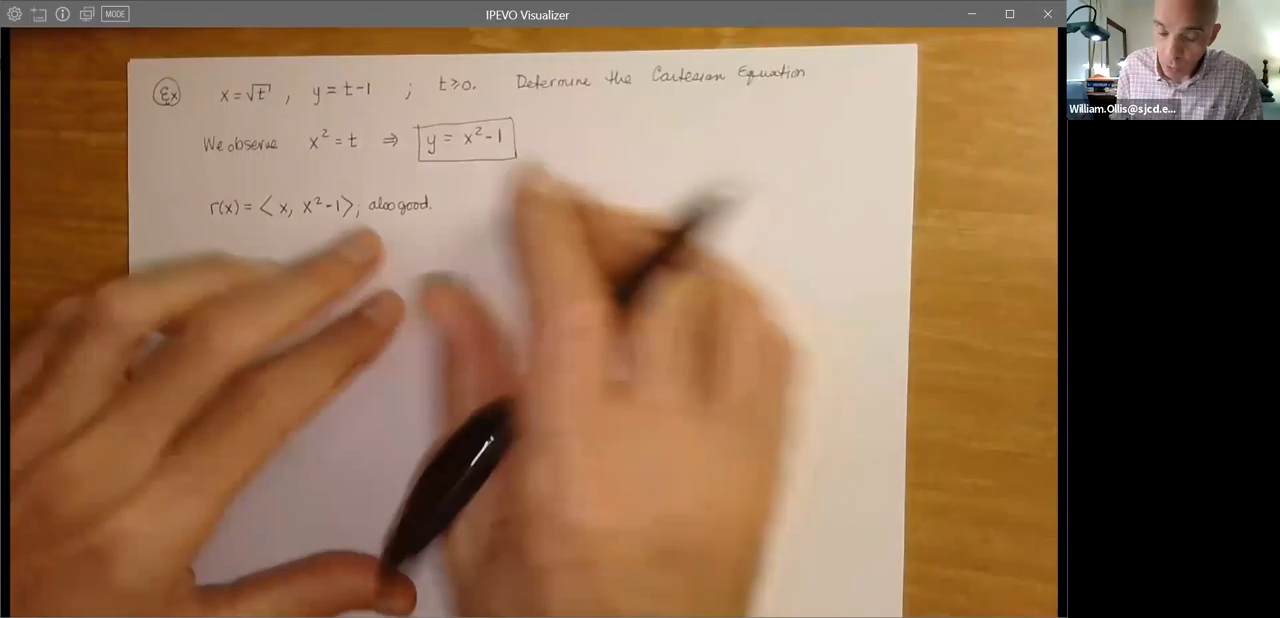 MODE
IPEVO Visualizer
Ex x = √t , y = t-1 ; t≥0. Determine the Cartesian Equation
We observe x² = t ⇒ y = x²-1
r(x) = ⟨x, x²-1⟩, also good.
William.Ollis@sjcd.e...